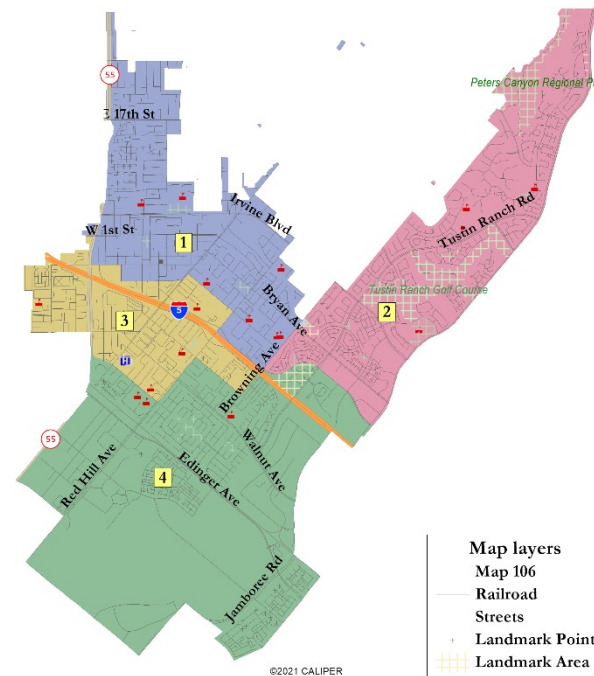 55
Peters Canyon Regional P
E 17th St
Irvine Blvd
Tustin Ranch Rd
W 1st St
1
Tustin Ranch Golf Course
Bryan Ave
2
5
3
H
Browning Ave
55
Walnut Ave
Edinger Ave
4
Red Hill Ave
Jamboree Rd
Map layers
Map 106
Railroad
Streets
Landmark Point
Landmark Area
©2021 CALIPER